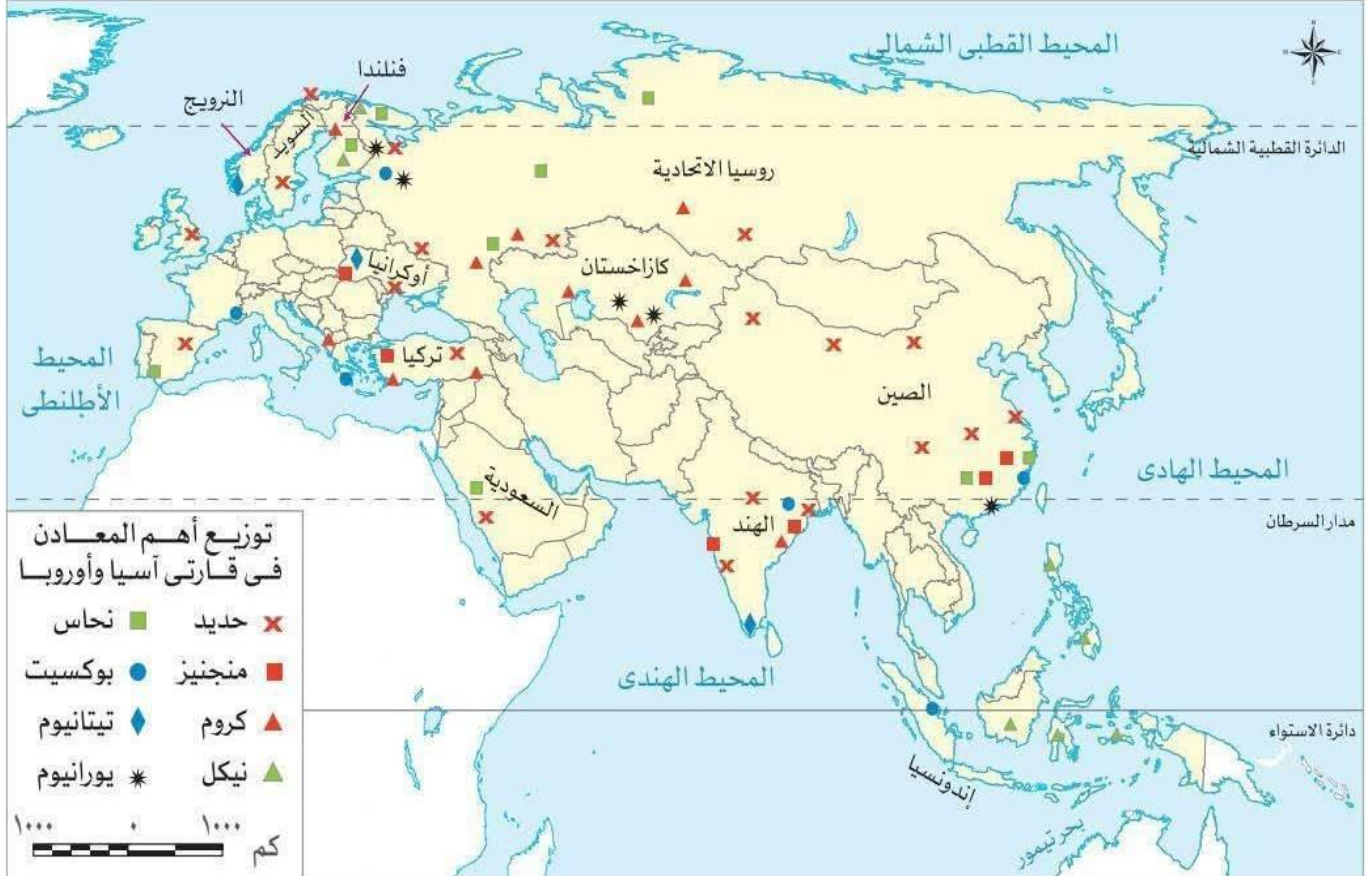 المحيط القطبى الشمالى
فنلندا
النرويج
السويد
الدائرة القطبية الشمالية
روسيا الاتحادية
أوكرانيا
كازاخستان
المحيط
الأطلنطى
تركيا
الصين
المحيط الهادى
السعودية
مدار السرطان
الهند
المحيط الهندى
دائرة الاستواء
إندونسيا
بحر تيمور
توزيع أهم المعادن
فى قارتى آسيا وأوروبا
حديد
نحاس
منجنيز
بوكسيت
كروم
تيتانيوم
نيكل
يورانيوم
١٠٠٠ ٠ ١٠٠٠
كم